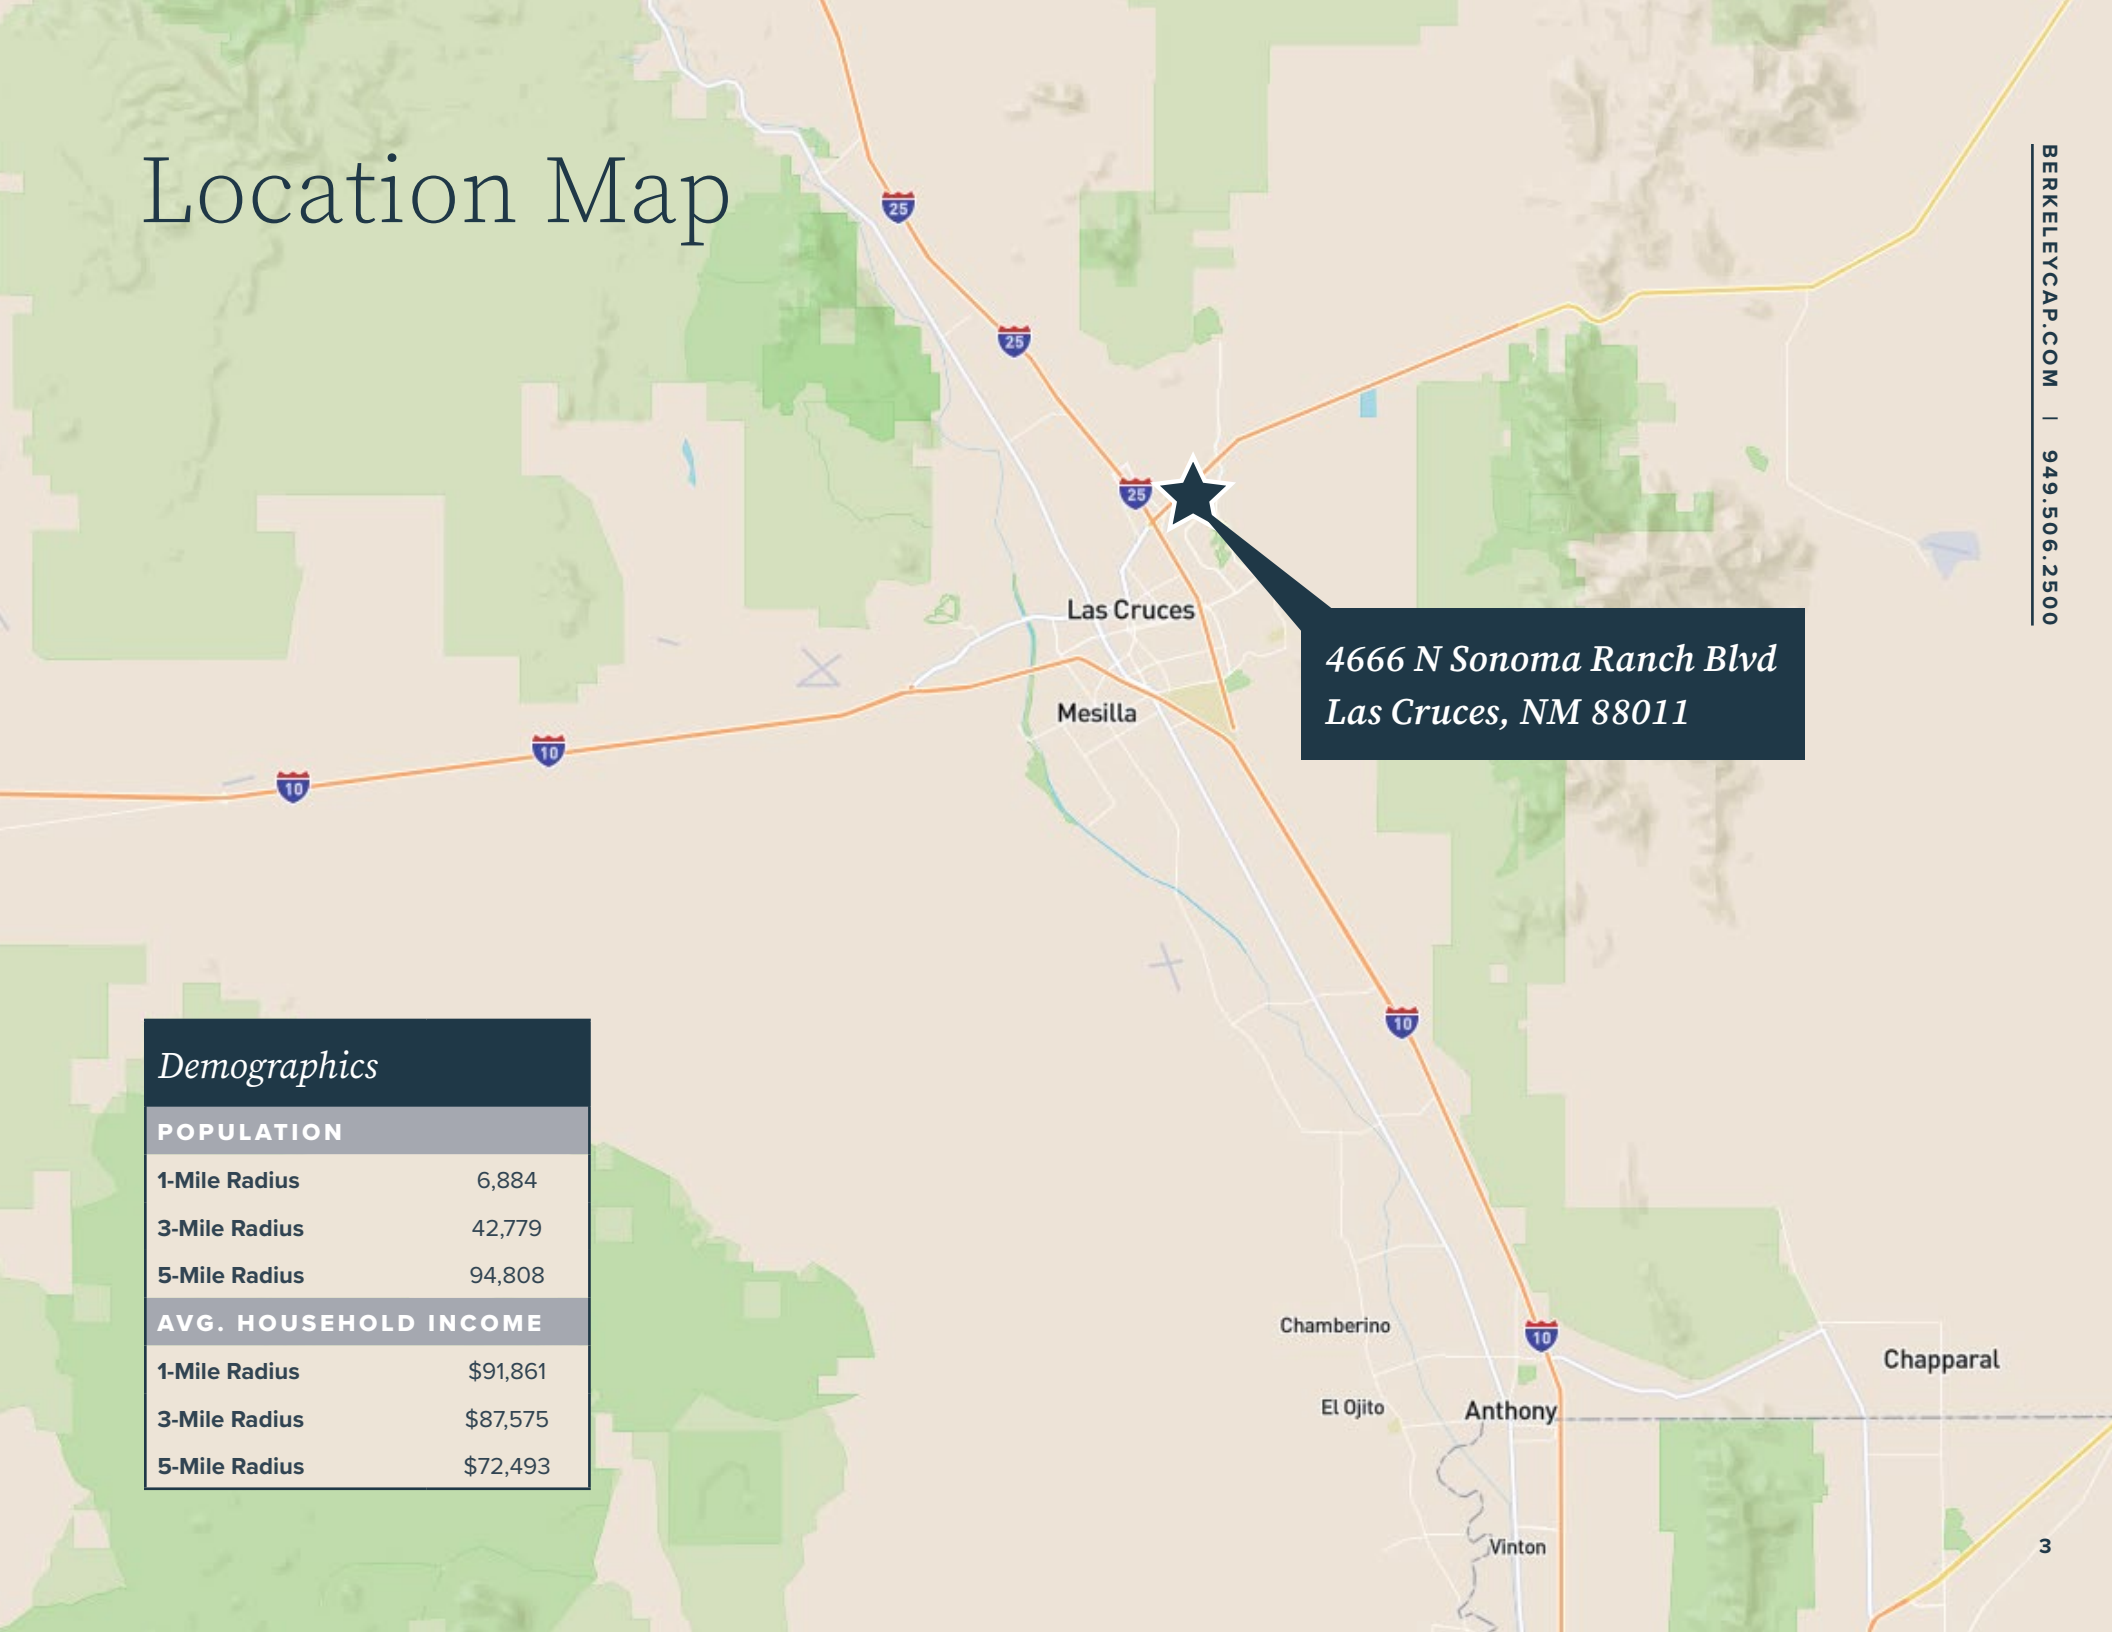 Location Map
BERKELEYCAP.COM | 949.506.2500
25
25
25
Las Cruces
4666 N Sonoma Ranch Blvd
Las Cruces, NM 88011
Mesilla
10
10
10
Demographics
POPULATION
1-Mile Radius 6,884
3-Mile Radius 42,779
5-Mile Radius 94,808
AVG. HOUSEHOLD INCOME
1-Mile Radius $91,861
3-Mile Radius $87,575
5-Mile Radius $72,493
Chamberino
10
Chapparal
El Ojito
Anthony
Vinton
3